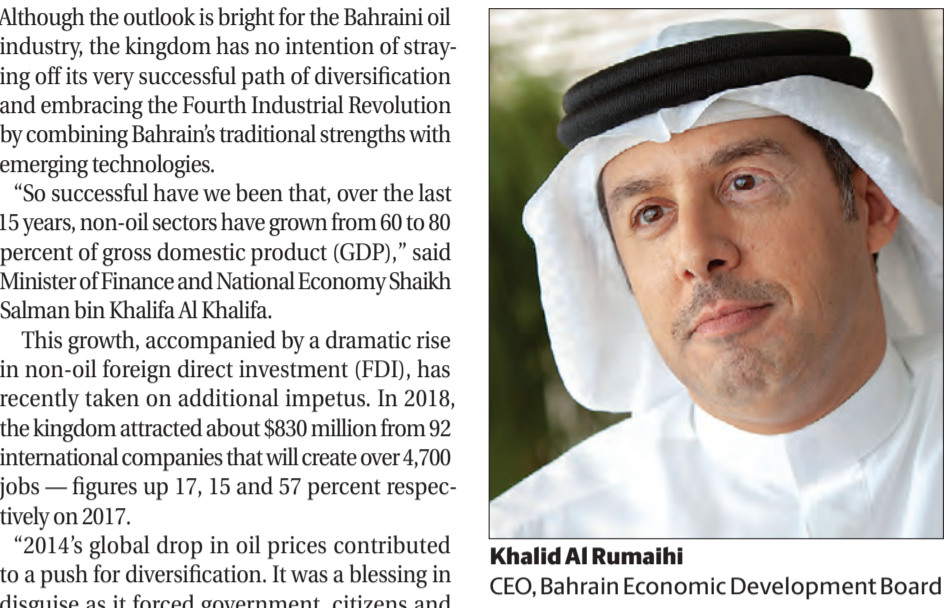 Although the outlook is bright for the Bahraini oil
industry, the kingdom has no intention of stray-
ing off its very successful path of diversification
and embracing the Fourth Industrial Revolution
by combining Bahrain's traditional strengths with
emerging technologies.
“So successful have we been that, over the last
15 years, non-oil sectors have grown from 60 to 80
percent of gross domestic product (GDP),” said
Minister of Finance and National Economy Shaikh
Salman bin Khalifa Al Khalifa.
This growth, accompanied by a dramatic rise
in non-oil foreign direct investment (FDI), has
recently taken on additional impetus. In 2018,
the kingdom attracted about $830 million from 92
international companies that will create over 4,700
jobs — figures up 17, 15 and 57 percent respec-
tively on 2017.
“2014's global drop in oil prices contributed
to a push for diversification. It was a blessing in
disguise as it forced government, citizens and
Khalid Al Rumaihi
CEO, Bahrain Economic Development Board